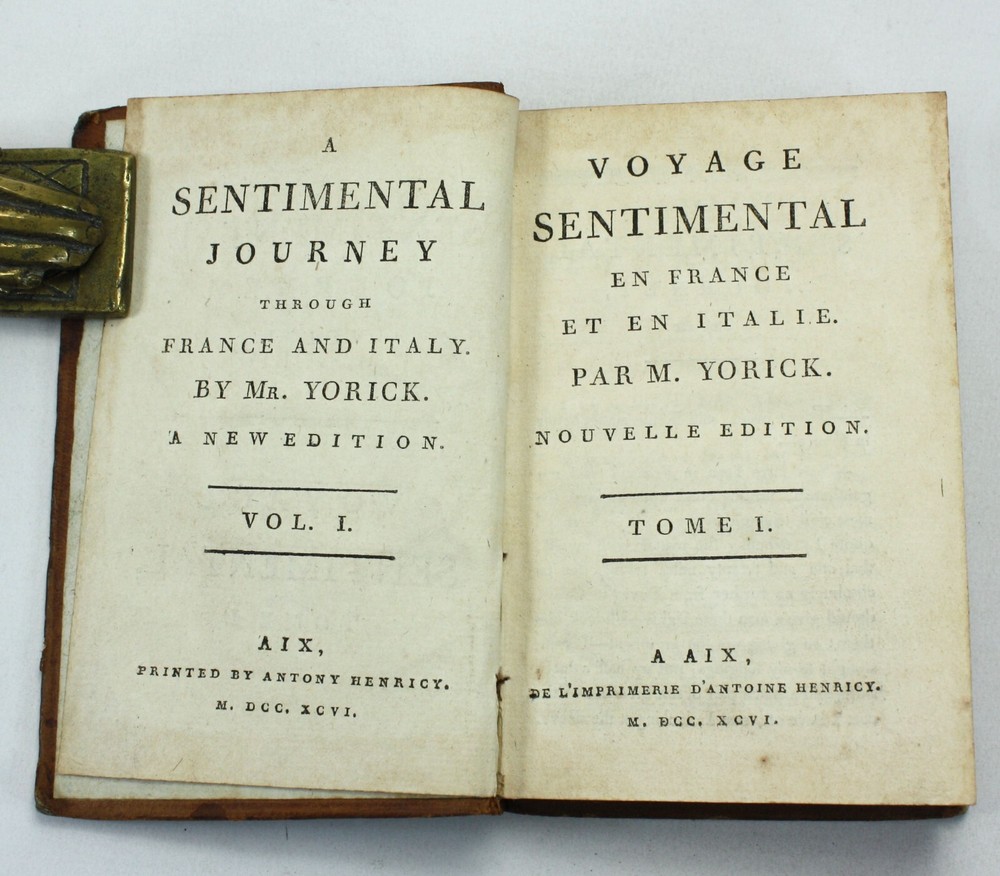 A
SENTIMENTAL
JOURNEY
THROUGH
FRANCE AND ITALY.
BY MR. YORICK.
A NEW EDITION.
VOL. I.
AIX,
PRINTED BY ANTONY HENRICY.
M. DCC. XCVI.
VOYAGE
SENTIMENTAL
EN FRANCE
ET EN ITALIE.
PAR M. YORICK.
NOUVELLE EDITION.
TOME I.
A AIX,
DE L'IMPRIMERIE D'ANTOINE HENRICY.
M. DCC. XCVI.